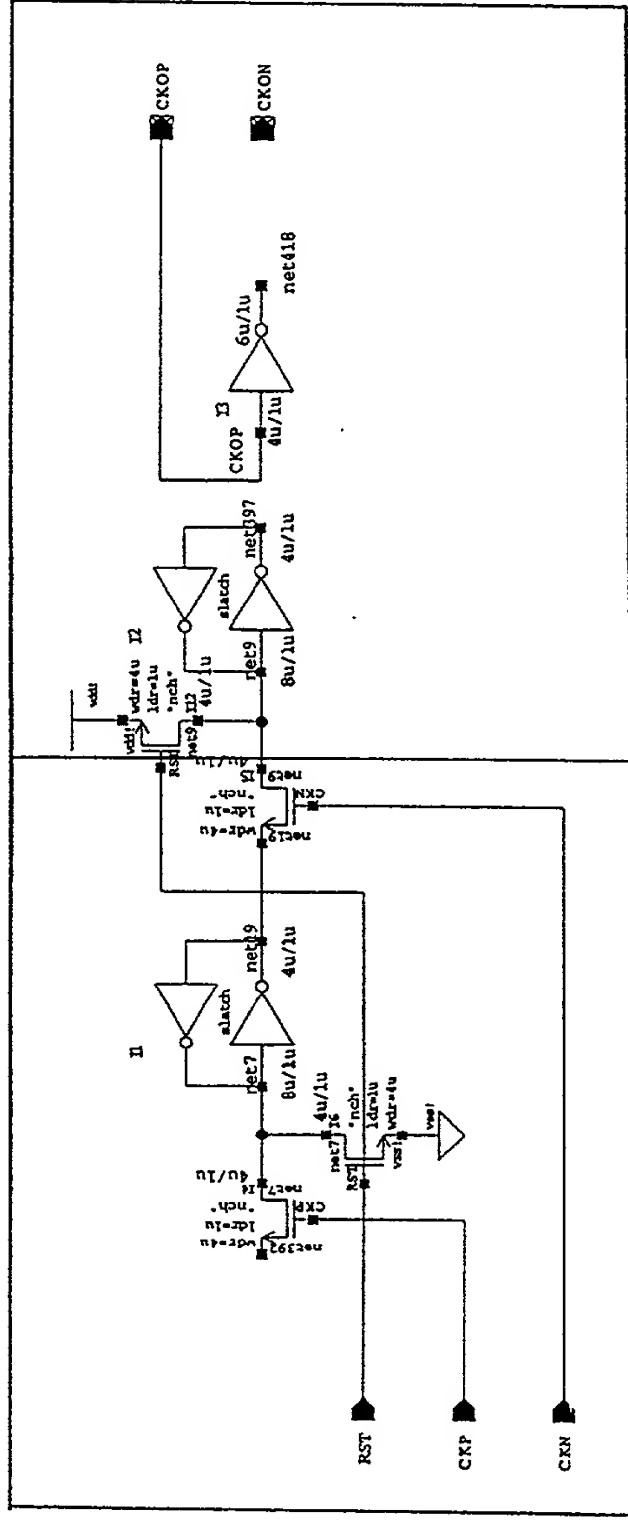 CKOP
CKON
net418
6u/1u
I3
CKOP
4u/1u
net397
4u/1u
slatch
I2
net9
8u/1u
vdd!
wdr=4u
ldr=1u
"nch"
4u/1u
vdd!
I12
net9
RST
4u/1u
I5
net9
"nch"
ldr=1u
wdr=4u
CKN
net19
net19
4u/1u
slatch
I1
net7
8u/1u
4u/1u
I6
"nch"
ldr=1u
wdr=4u
net7
vss!
vss!
RST
4u/1u
I4
net7
"nch"
ldr=1u
wdr=4u
CKP
net392
RST
CKP
CKN